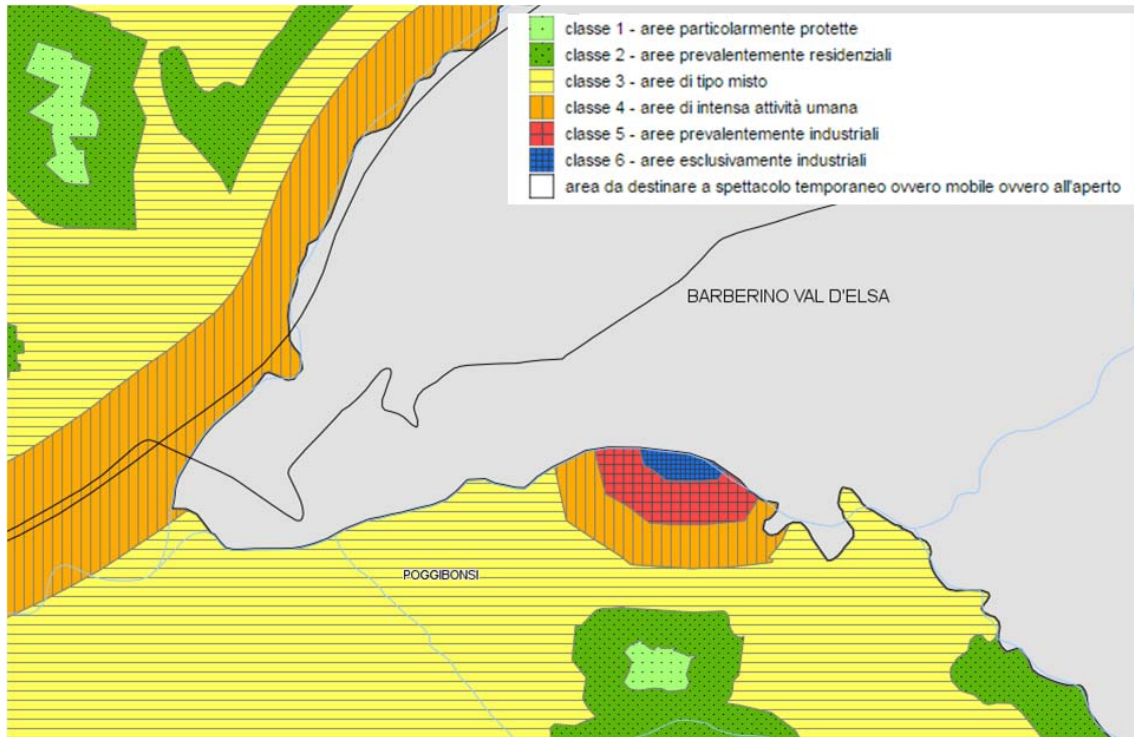 classe 1 - aree particolarmente protette
classe 2 - aree prevalentemente residenziali
classe 3 - aree di tipo misto
classe 4 - aree di intensa attività umana
classe 5 - aree prevalentemente industriali
classe 6 - aree esclusivamente industriali
area da destinare a spettacolo temporaneo ovvero mobile ovvero all'aperto
BARBERINO VAL D'ELSA
POGGIBONSI